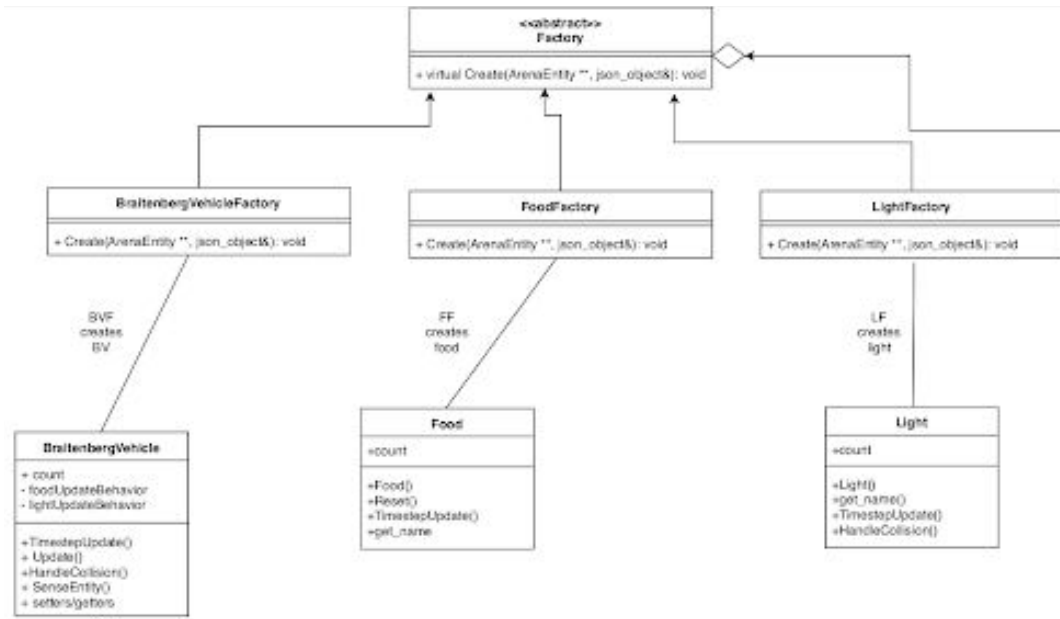 <<abstract>>
Factory
+ virtual Create(ArenaEntity **, json_object&): void
BraitenbergVehicleFactory
+ Create(ArenaEntity **, json_object&): void
FoodFactory
+ Create(ArenaEntity **, json_object&): void
LightFactory
+ Create(ArenaEntity **, json_object&): void
BVF
creates
BV
FF
creates
food
LF
creates
light
BraitenbergVehicle
+ count
- foodUpdateBehavior
- lightUpdateBehavior
+TimestepUpdate()
+ Update()
+HandleCollision()
+ SenseEntity()
+ setters/getters
Food
+count
+Food()
+Reset()
+TimestepUpdate()
+get_name
Light
+count
+Light()
+get_name()
+TimestepUpdate()
+HandleCollision()